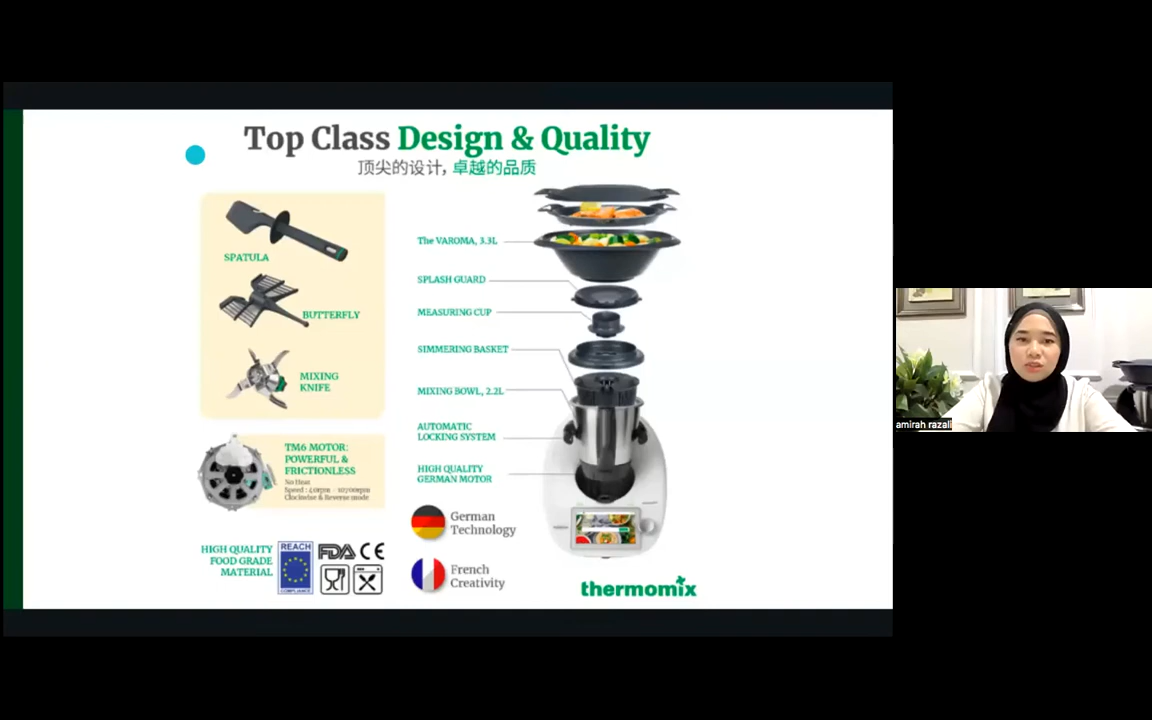 Top Class Design & Quality
顶尖的设计, 卓越的品质
SPATULA
BUTTERFLY
MIXING
KNIFE
TM6 MOTOR:
POWERFUL &
FRICTIONLESS
No Heat
Speed : 40rpm - 10700rpm
Clockwise & Reverse mode
HIGH QUALITY
FOOD GRADE
MATERIAL
REACH
COMPLIANCE
FDA CE
The VAROMA, 3.3L
SPLASH GUARD
MEASURING CUP
SIMMERING BASKET
MIXING BOWL, 2.2L
AUTOMATIC
LOCKING SYSTEM
HIGH QUALITY
GERMAN MOTOR
German
Technology
French
Creativity
thermomix
amirah razali